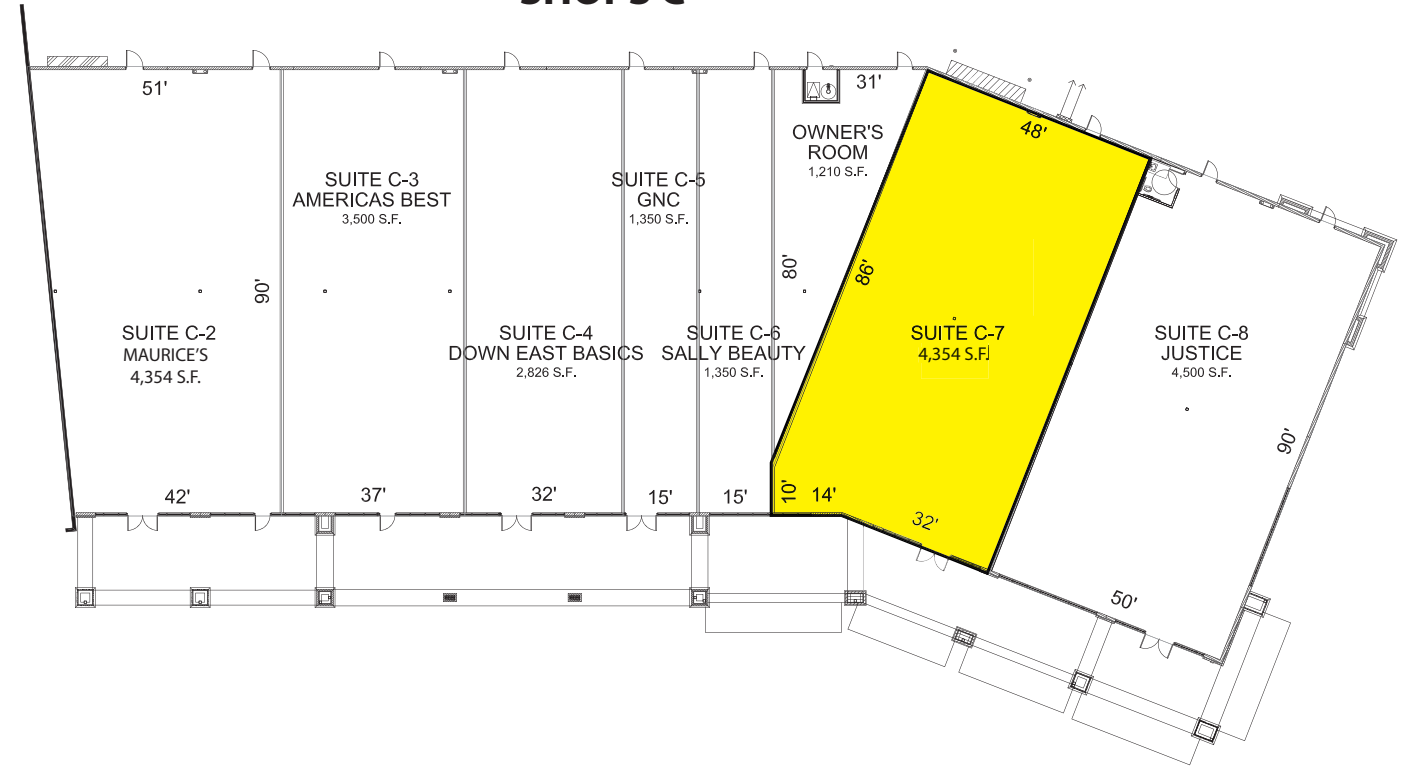 SHOPS C
51'
31'
48'
OWNER'S
ROOM
1,210 S.F.
SUITE C-3
AMERICAS BEST
3,500 S.F.
SUITE C-5
GNC
1,350 S.F.
90'
80'
86'
SUITE C-2
MAURICE'S
4,354 S.F.
SUITE C-4
DOWN EAST BASICS
2,826 S.F.
SUITE C-6
SALLY BEAUTY
1,350 S.F.
SUITE C-7
4,354 S.F.
SUITE C-8
JUSTICE
4,500 S.F.
90'
42'
37'
32'
15'
15'
10'
14'
32'
50'